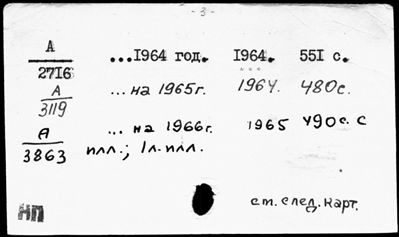 - 3 -
А/2716 ...1964 год. 1964. 551 с.
А/3119 ... на 1965г. 1964. 480с.
А/3863 ... на 1966г. 1965 490с. с
илл.; 1л. илл.
НП см. след. карт.